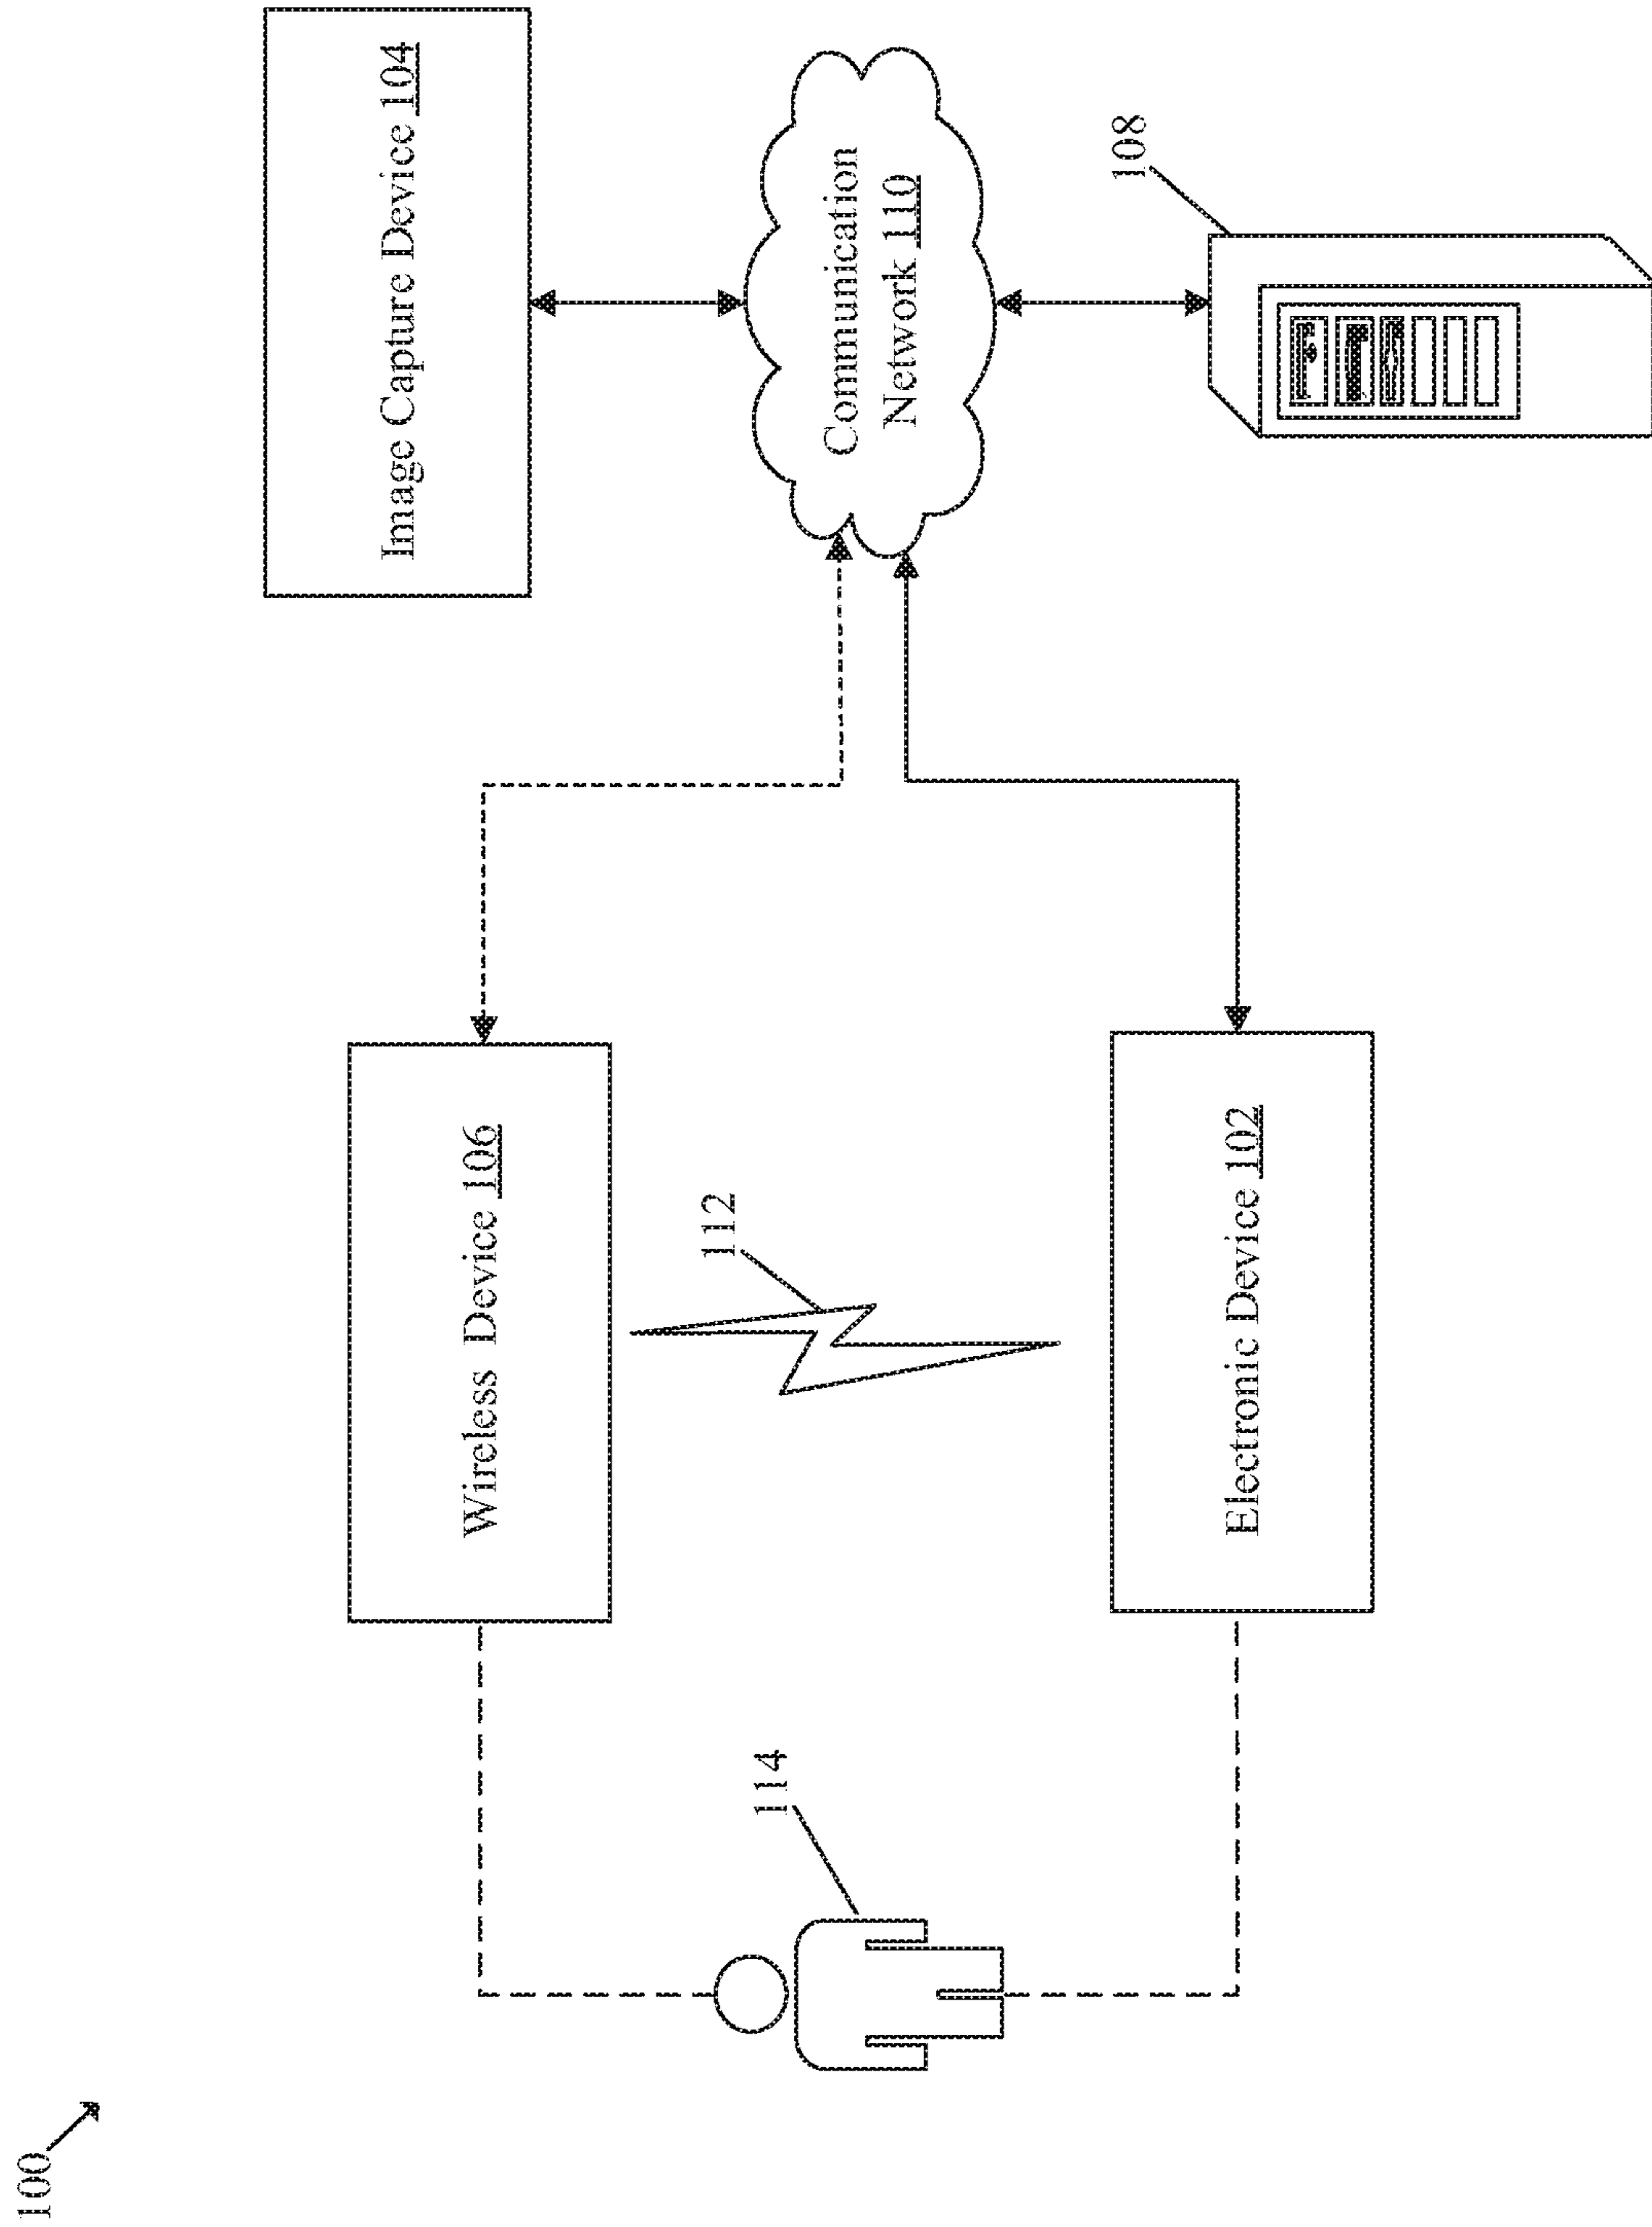 100
114
Wireless Device 106
112
Electronic Device 102
Image Capture Device 104
Communication
Network 110
108